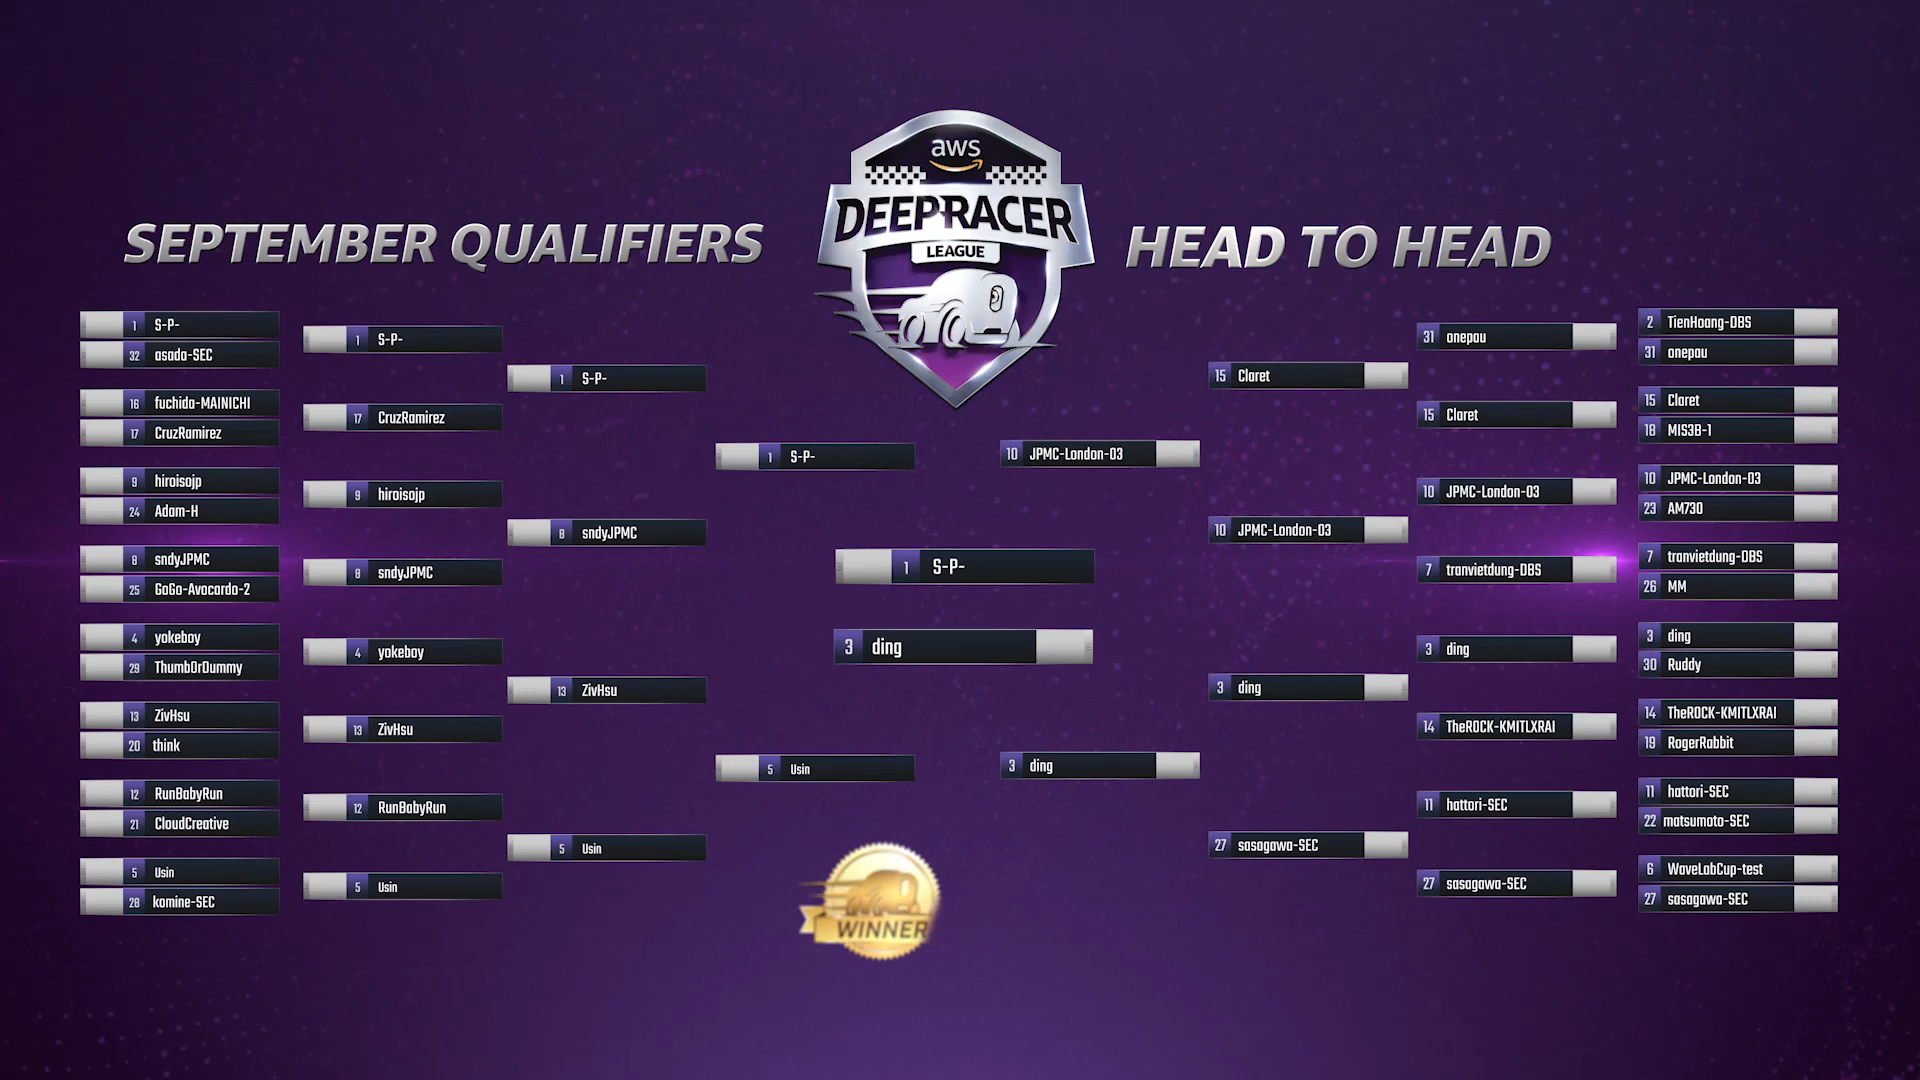 aws
DEEPRACER
LEAGUE
SEPTEMBER QUALIFIERS
HEAD TO HEAD
1 S-P-
32 asada-SEC
16 fuchida-MAINICHI
17 CruzRamirez
9 hiroisojp
24 Adam-H
8 sndyJPMC
25 GoGo-Avocardo-2
4 yokeboy
29 ThumbOrDummy
13 ZivHsu
20 think
12 RunBabyRun
21 CloudCreative
5 Usin
28 komine-SEC
1 S-P-
17 CruzRamirez
9 hiroisojp
8 sndyJPMC
4 yokeboy
13 ZivHsu
12 RunBabyRun
5 Usin
1 S-P-
8 sndyJPMC
13 ZivHsu
5 Usin
1 S-P-
5 Usin
1 S-P-
3 ding
10 JPMC-London-03
3 ding
15 Claret
10 JPMC-London-03
3 ding
27 sasagawa-SEC
31 onepau
15 Claret
10 JPMC-London-03
7 tranvietdung-DBS
3 ding
14 TheROCK-KMITLXRAI
11 hattori-SEC
27 sasagawa-SEC
2 TienHoang-DBS
31 onepau
15 Claret
18 MIS3B-1
10 JPMC-London-03
23 AM730
7 tranvietdung-DBS
26 MM
3 ding
30 Ruddy
14 TheROCK-KMITLXRAI
19 RogerRabbit
11 hattori-SEC
22 matsumoto-SEC
6 WaveLabCup-test
27 sasagawa-SEC
WINNER